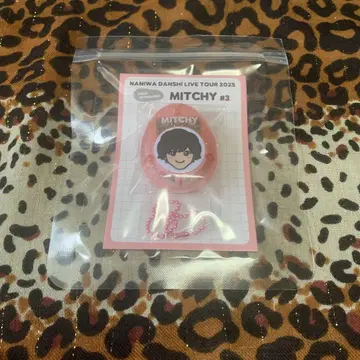 NANIWA DANSHI LIVE TOUR 2025
MITCHY #2
MITCHY